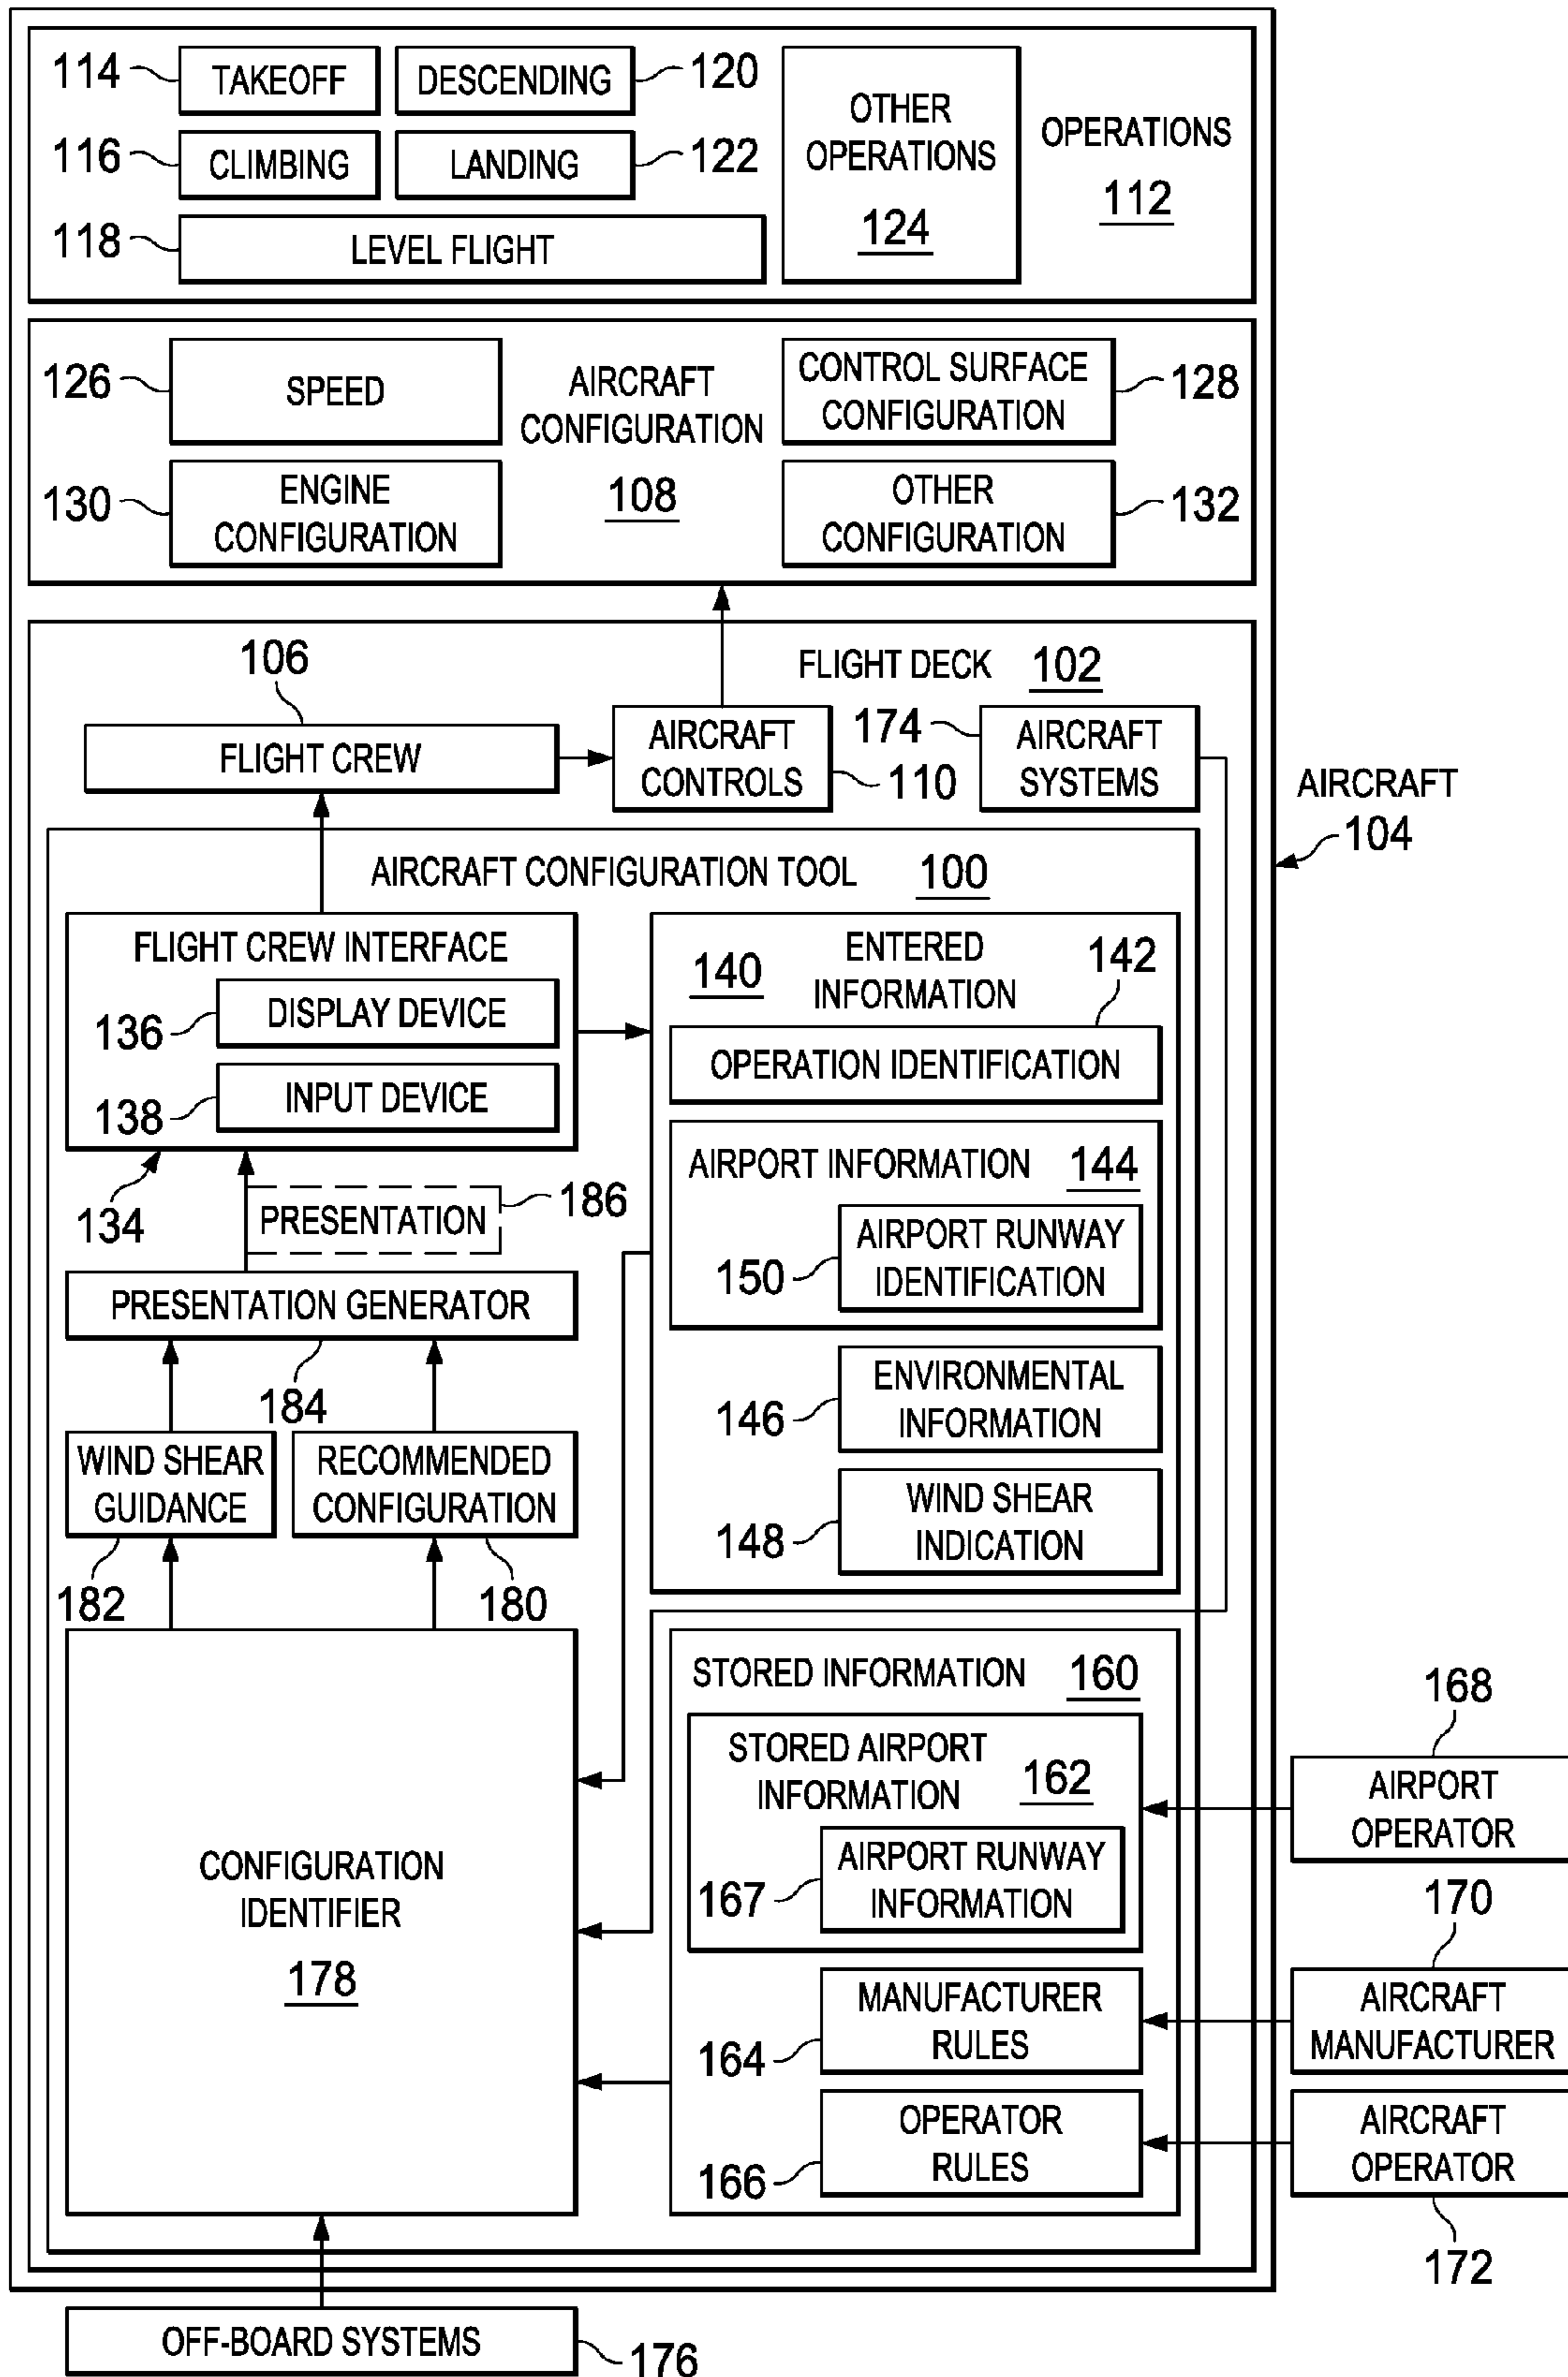 114
TAKEOFF
DESCENDING
120
116
CLIMBING
LANDING
122
118
LEVEL FLIGHT
OTHER
OPERATIONS
124
OPERATIONS
112
126
SPEED
AIRCRAFT
CONFIGURATION
108
CONTROL SURFACE
CONFIGURATION
128
130
ENGINE
CONFIGURATION
OTHER
CONFIGURATION
132
FLIGHT DECK
102
106
FLIGHT CREW
AIRCRAFT
CONTROLS
110
174
AIRCRAFT
SYSTEMS
AIRCRAFT
104
AIRCRAFT CONFIGURATION TOOL
100
FLIGHT CREW INTERFACE
136
DISPLAY DEVICE
138
INPUT DEVICE
134
PRESENTATION
186
PRESENTATION GENERATOR
184
WIND SHEAR
GUIDANCE
182
RECOMMENDED
CONFIGURATION
180
140
ENTERED
INFORMATION
142
OPERATION IDENTIFICATION
AIRPORT INFORMATION
144
150
AIRPORT RUNWAY
IDENTIFICATION
146
ENVIRONMENTAL
INFORMATION
148
WIND SHEAR
INDICATION
CONFIGURATION
IDENTIFIER
178
STORED INFORMATION
160
STORED AIRPORT
INFORMATION
162
167
AIRPORT RUNWAY
INFORMATION
164
MANUFACTURER
RULES
166
OPERATOR
RULES
168
AIRPORT
OPERATOR
170
AIRCRAFT
MANUFACTURER
AIRCRAFT
OPERATOR
172
OFF-BOARD SYSTEMS
176